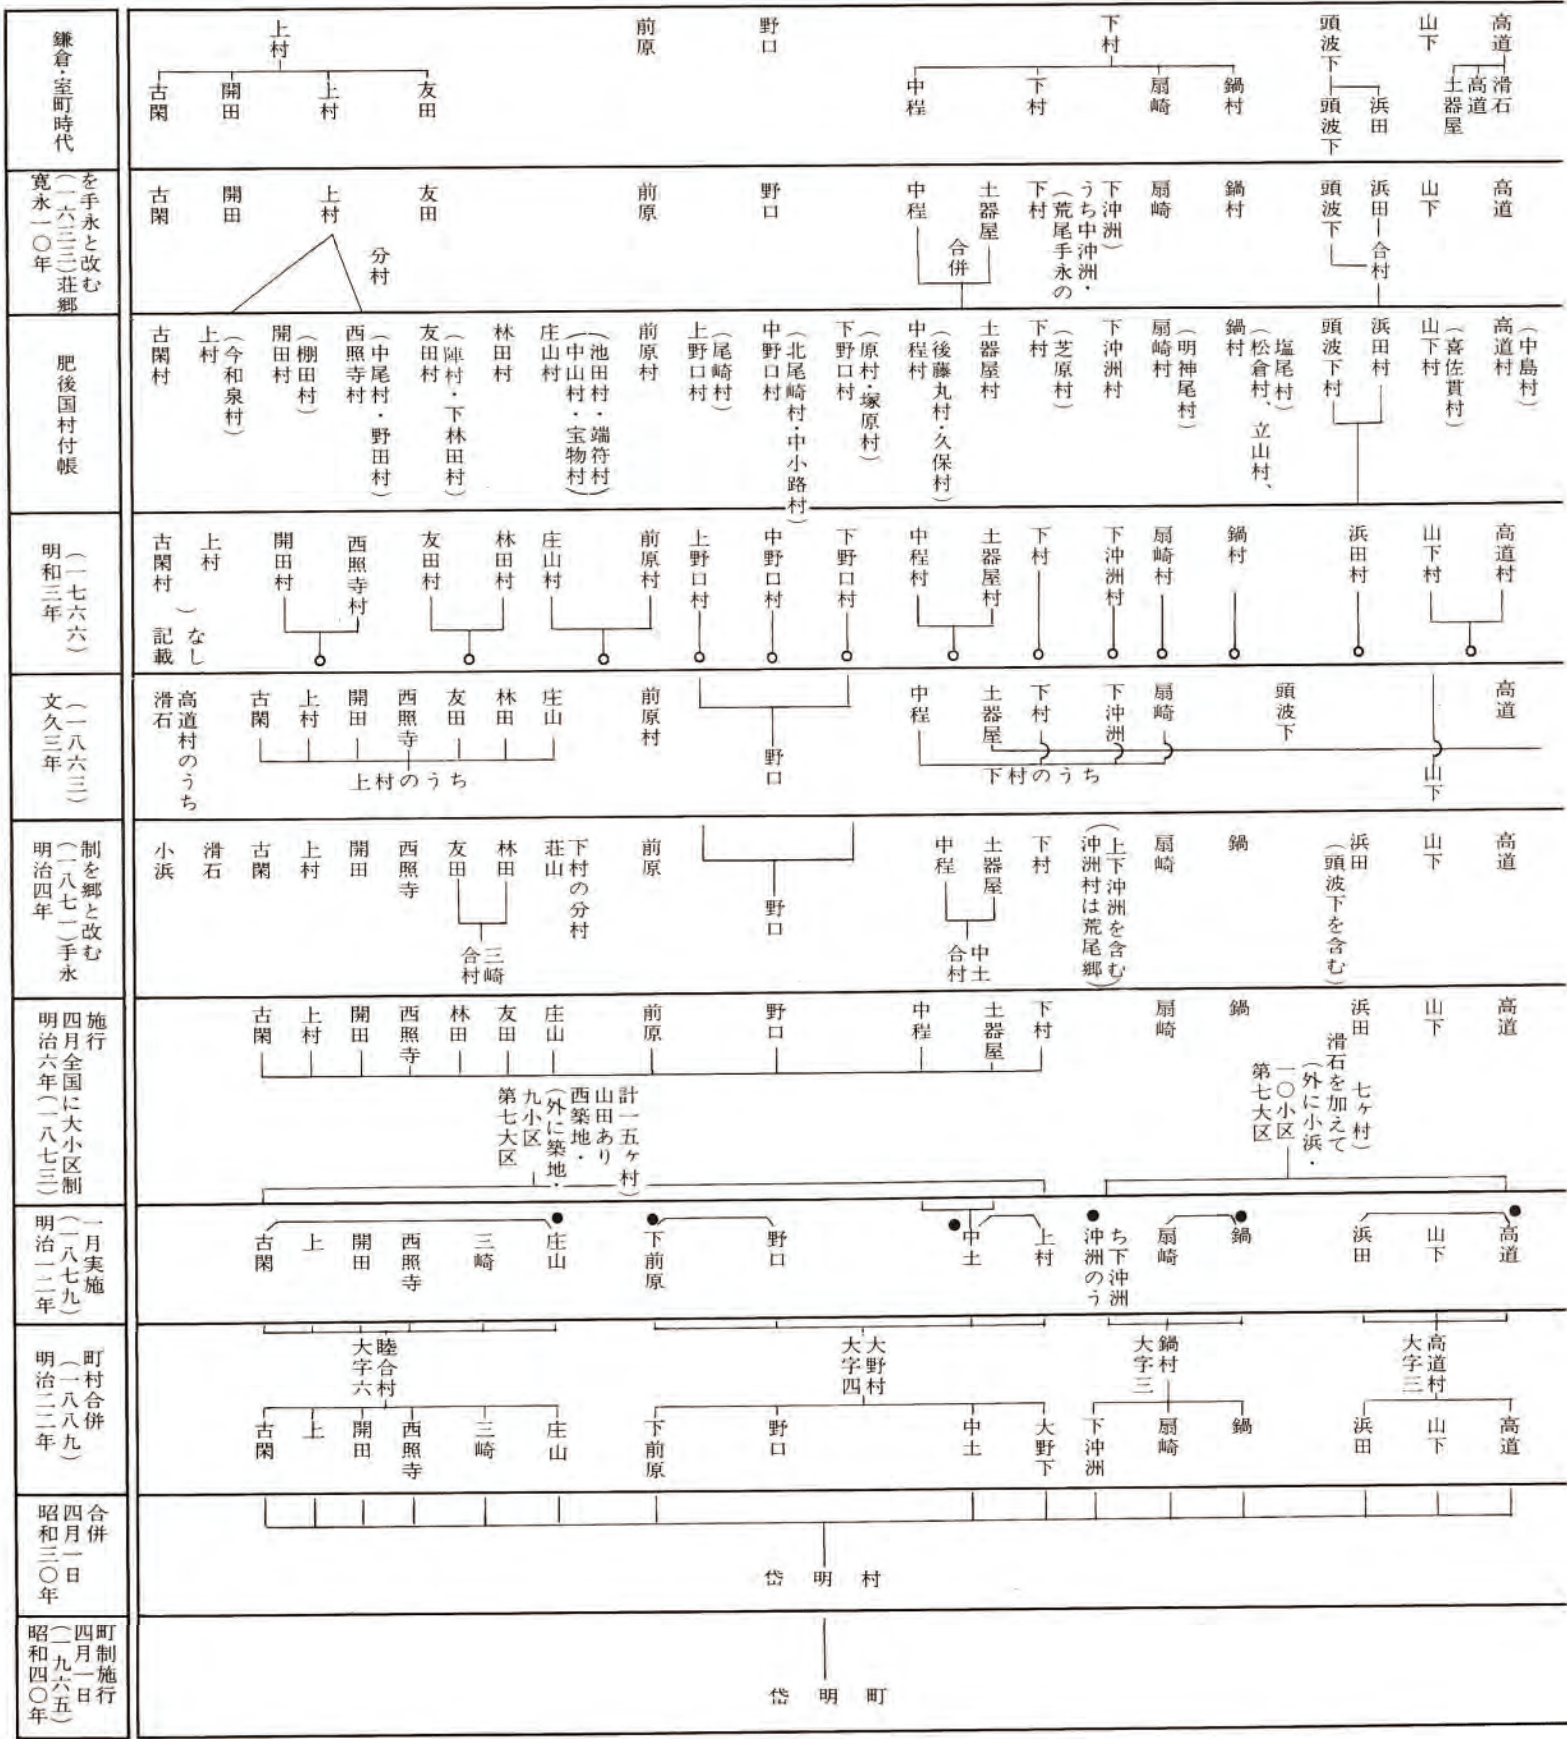 鎌倉・室町時代
高道
滑石
高道
土器屋
山下
頭波下
浜田
頭波下
下村
鍋村
扇崎
下村
中程
野口
前原
上村
友田
上村
開田
古閑
寛永一〇年
(一六三三)荘郷
を手永と改む
高道
山下
浜田
合村
頭波下
鍋村
扇崎
下村
(荒尾手永の
うち中沖洲・
下沖洲)
土器屋
中程
合併
野口
前原
友田
上村
分村
開田
古閑
肥後国村付帳
高道村
(中島村)
山下村
(喜佐貫村)
浜田村
頭波下村
鍋村
(松倉村、立山村、
塩尾村)
扇崎村
(明神尾村)
下沖洲村
下村
(芝原村)
土器屋村
中程村
(後藤丸村・久保村)
下野口村
(原村・塚原村)
中野口村
(北尾崎村・中小路村)
上野口村
(尾崎村)
前原村
庄山村
(中山村・宝物村)
(池田村・端符村)
林田村
友田村
(陣村・下林田村)
西照寺村
(中尾村・野田村)
開田村
(棚田村)
上村
(今和泉村)
古閑村
明和三年
(一七六六)
高道村
山下村
浜田村
鍋村
扇崎村
下沖洲村
下村
土器屋村
中程村
下野口村
中野口村
上野口村
前原村
庄山村
林田村
友田村
西照寺村
開田村
上村
古閑村
)
記載
なし
文久三年
(一八六三)
高道
山下
頭波下
扇崎
下沖洲
下村
土器屋
中程
下村のうち
野口
前原村
庄山
林田
友田
西照寺
開田
上村
古閑
上村のうち
高道村のうち
滑石
明治四年
(一八七一)手永
制を郷と改む
高道
山下
浜田
(頭波下を含む)
鍋
扇崎
(上下沖洲を含む
沖洲村は荒尾郷)
下村
土器屋
中程
中土
合村
野口
前原
下村の分村
荘山
林田
友田
三崎
合村
西照寺
開田
上村
古閑
滑石
小浜
明治六年(一八七三)
四月全国に大小区制
施行
高道
山下
浜田
鍋
扇崎
第七大区
一〇小区
(外に小浜・
滑石を加えて
七ヶ村)
下村
土器屋
中程
野口
前原
庄山
友田
林田
西照寺
開田
上村
古閑
第七大区
九小区
(外に築地・
西築地・
山田あり
計一五ヶ村)
明治一二年
(一八七九)
一月実施
高道
山下
浜田
鍋
扇崎
沖洲のう
ち下沖洲
上村
中土
野口
下前原
庄山
三崎
西照寺
開田
上
古閑
明治二二年
(一八八九)
町村合併
高道村
大字三
高道
山下
浜田
鍋村
大字三
鍋
扇崎
下沖洲
大野村
大字四
大野下
中土
野口
下前原
睦合村
大字六
庄山
三崎
西照寺
開田
上
古閑
昭和三〇年
四月一日
合併
岱明村
昭和四〇年
(一九六五)
四月一日
町制施行
岱明町